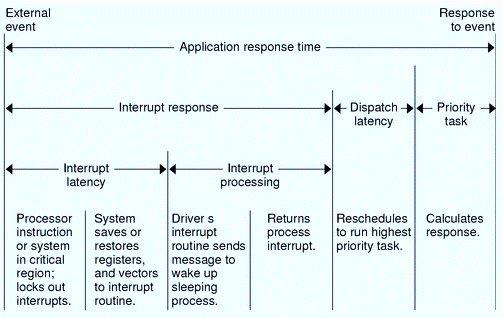 External
event
Response
to event
Application response time
Interrupt response
Dispatch
latency
Priority
task
Interrupt
latency
Interrupt
processing
Processor
instruction
or system
in critical
region;
locks out
interrupts.
System
saves or
restores
registers,
and vectors
to interrupt
routine.
Driver s
interrupt
routine sends
message to
wake up
sleeping
process.
Returns
process
interrupt.
Reschedules
to run highest
priority task.
Calculates
response.